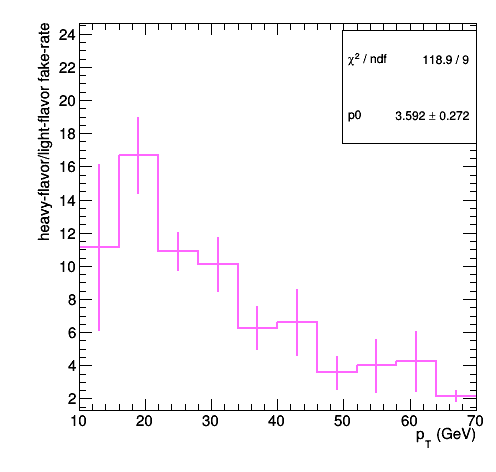 heavy-flavor/light-flavor fake-rate
24
22
20
18
16
14
12
10
8
6
4
2
χ² / ndf 118.9 / 9
p0 3.592 ± 0.272
10 20 30 40 50 60 70
p_T (GeV)